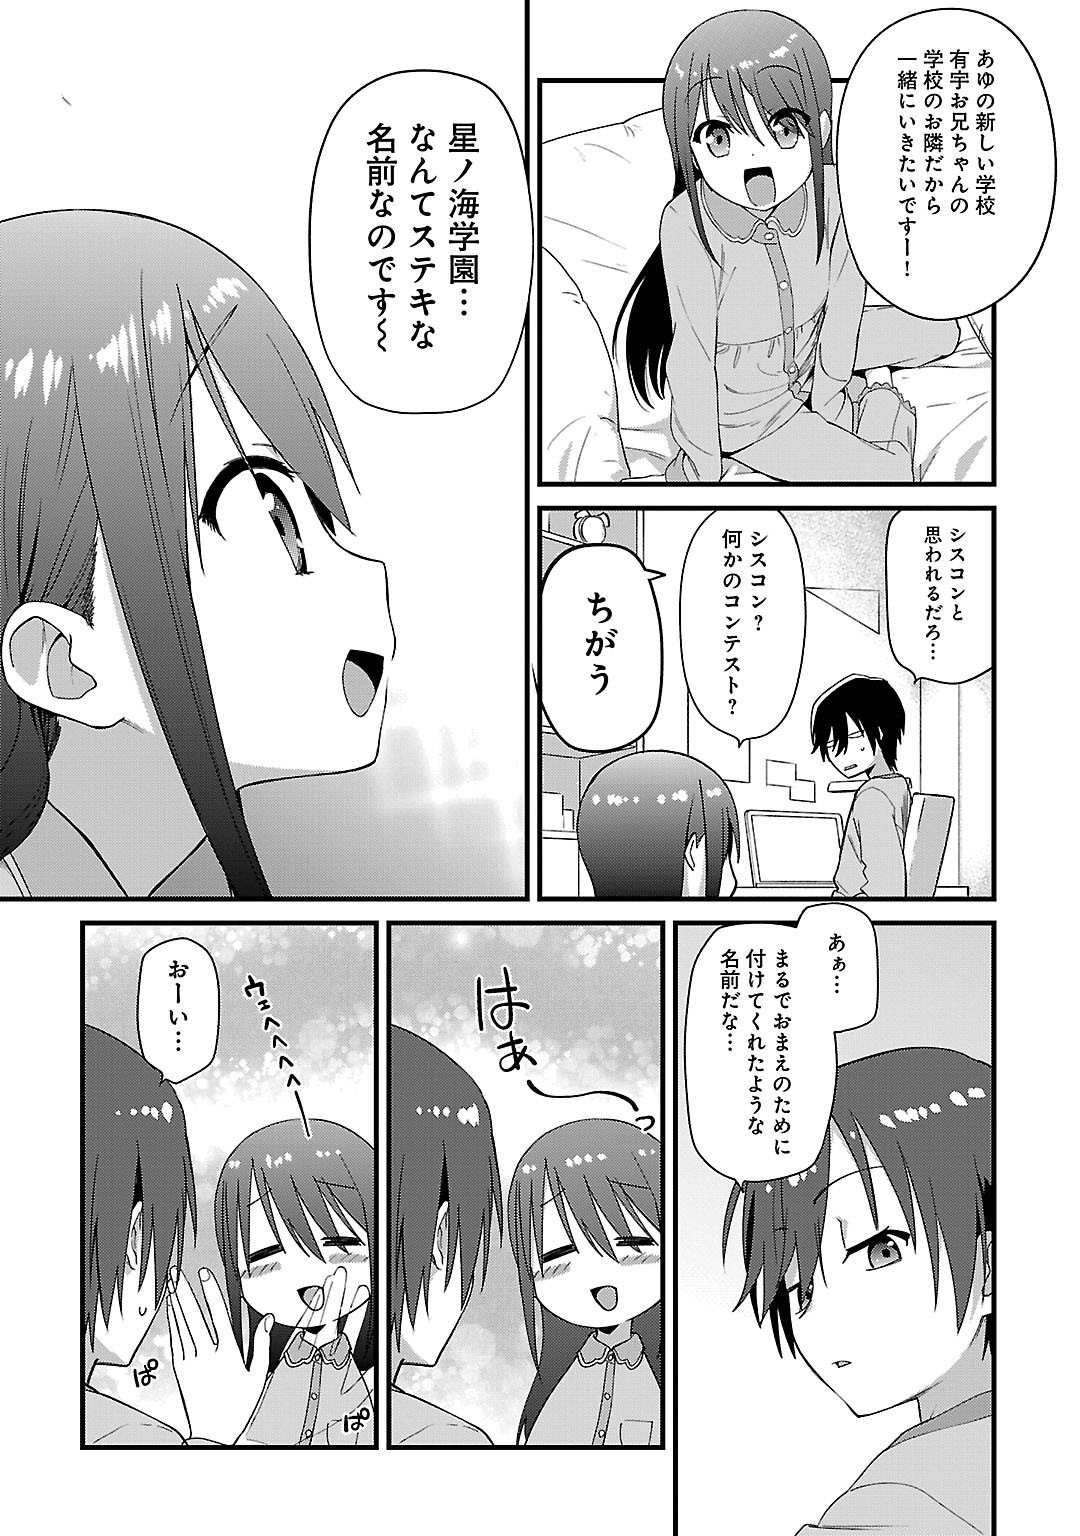 あゆの新しい学校
有宇お兄ちゃんの
学校のお隣だから
一緒にいきたいですー!
シスコンと
思われるだろ…
シスコン?
何かのコンテスト?
ちがう
星ノ海学園…
なんてステキな
名前なのです〜
あぁ…
まるでおまえのために
付けてくれたような
名前だな…
はぁーっ
ウェヘヘヘヘー
おーい…
ぱ
ぱ